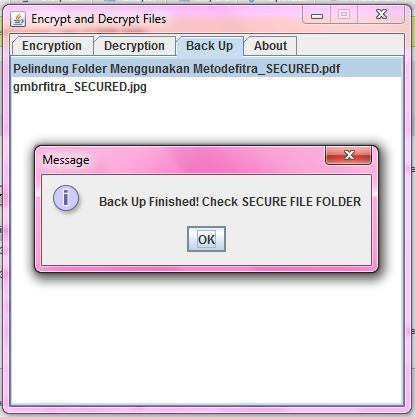 Encrypt and Decrypt Files
Encryption Decryption Back Up About
Pelindung Folder Menggunakan Metodefitra_SECURED.pdf
gmbrfitra_SECURED.jpg
Message
Back Up Finished! Check SECURE FILE FOLDER
OK